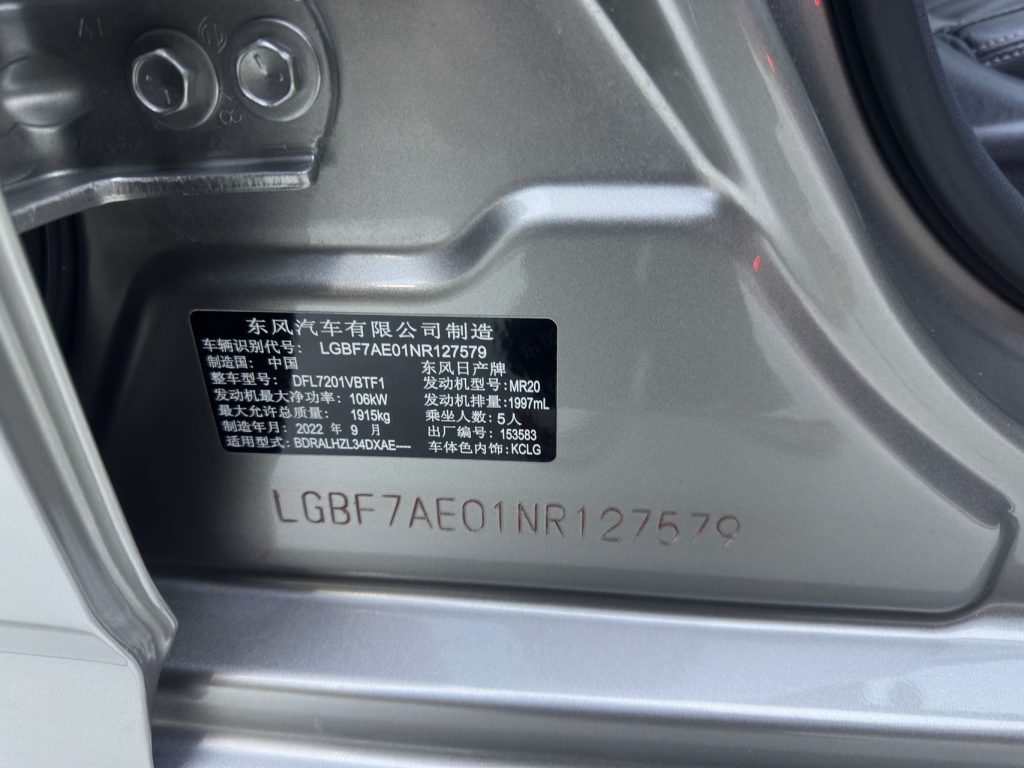 东风汽车有限公司制造
车辆识别代号: LGBF7AE01NR127579
制造国: 中国 东风日产牌
整车型号: DFL7201VBTF1 发动机型号:MR20
发动机最大净功率: 106kW 发动机排量:1997mL
最大允许总质量: 1915kg 乘坐人数:5人
制造年月: 2022 年 9 月 出厂编号: 153583
适用型式: BDRALHZL34DXAE---- 车体色内饰:KCLG
LGBF7AE01NR127579